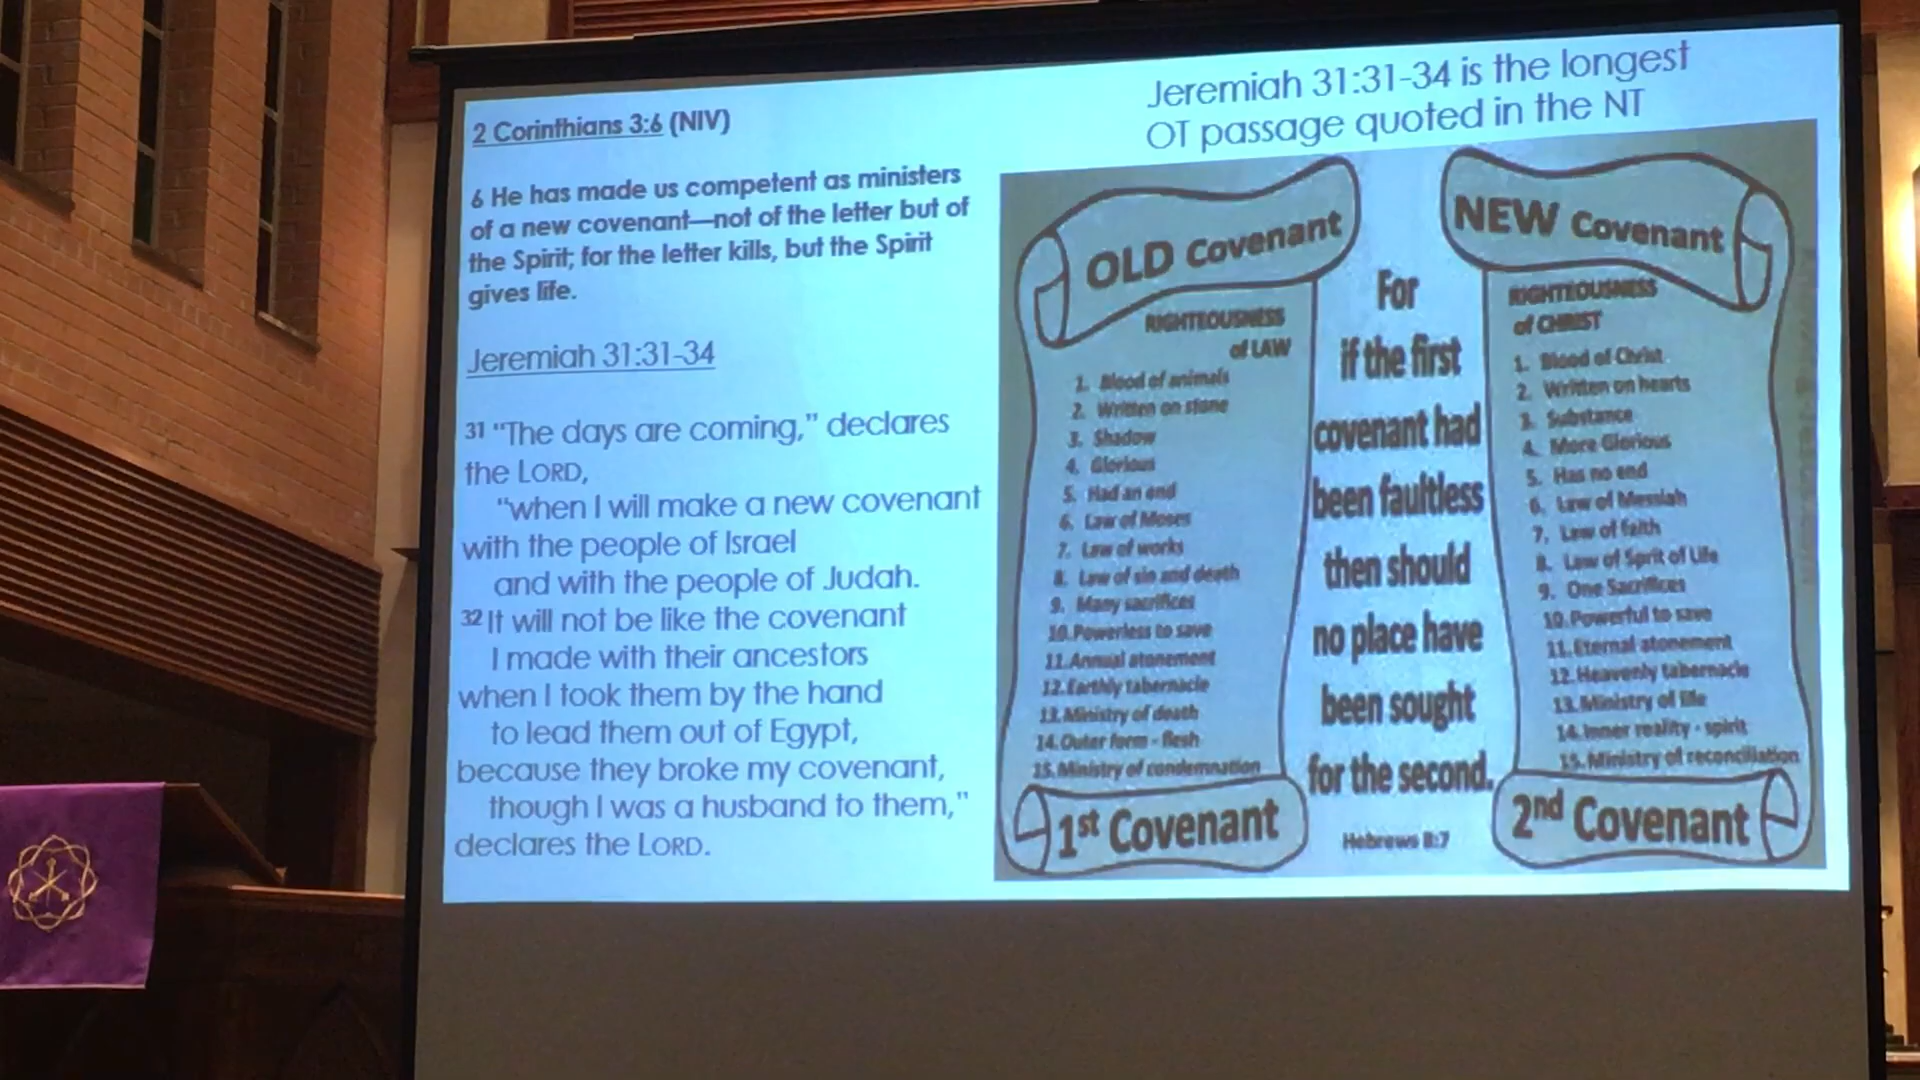 Jeremiah 31:31-34 is the longest
OT passage quoted in the NT
2 Corinthians 3:6 (NIV)
6 He has made us competent as ministers
of a new covenant—not of the letter but of
the Spirit; for the letter kills, but the Spirit
gives life.
Jeremiah 31:31-34
31 “The days are coming,” declares
the LORD,
“when I will make a new covenant
with the people of Israel
and with the people of Judah.
32 It will not be like the covenant
I made with their ancestors
when I took them by the hand
to lead them out of Egypt,
because they broke my covenant,
though I was a husband to them,”
declares the LORD.
OLD Covenant
RIGHTEOUSNESS
of LAW
1. Blood of animals
2. Written on stone
3. Shadow
4. Glorious
5. Had an end
6. Law of Moses
7. Law of works
8. Law of sin and death
9. Many sacrifices
10. Powerless to save
11. Annual atonement
12. Earthly tabernacle
13. Ministry of death
14. Outer form - flesh
15. Ministry of condemnation
1st Covenant
For
if the first
covenant had
been faultless
then should
no place have
been sought
for the second.
Hebrews 8:7
NEW Covenant
RIGHTEOUSNESS
of CHRIST
1. Blood of Christ
2. Written on hearts
3. Substance
4. More Glorious
5. Has no end
6. Law of Messiah
7. Law of faith
8. Law of Sprit of Life
9. One Sacrifices
10. Powerful to save
11. Eternal atonement
12. Heavenly tabernacle
13. Ministry of life
14. Inner reality - spirit
15. Ministry of reconciliation
2nd Covenant